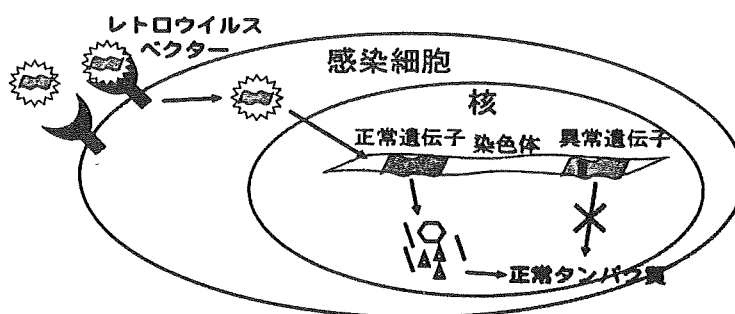 レトロウイルス
ベクター
感染細胞
核
正常遺伝子
染色体
異常遺伝子
正常タンパク質